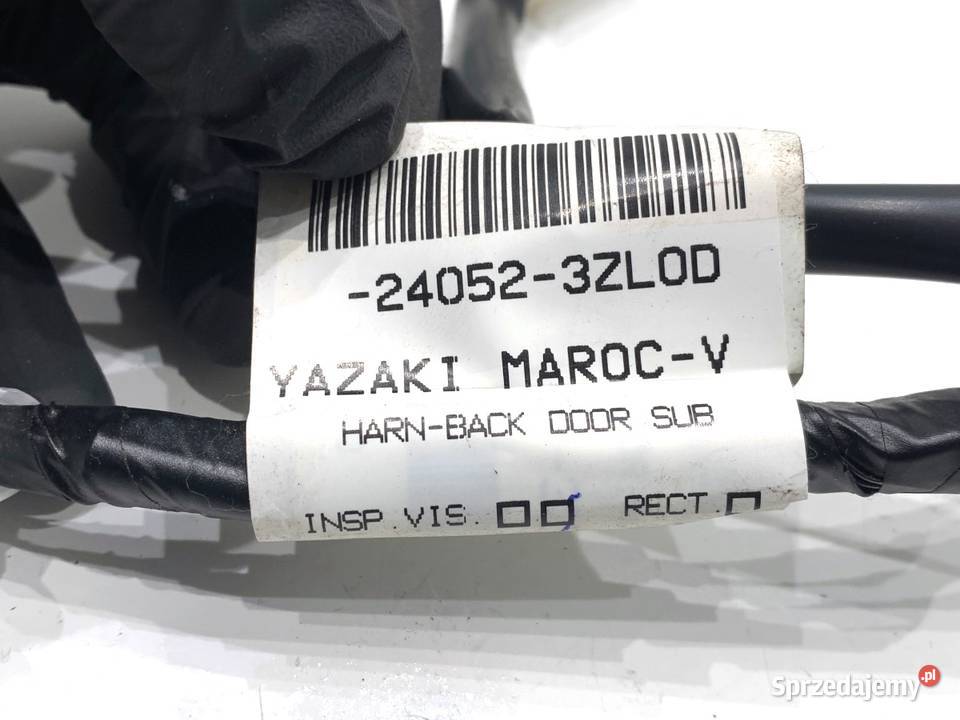 -24052-3ZL0D
YAZAKI MAROC-V
HARN-BACK DOOR SUB
INSP.VIS. RECT.
Sprzedajemy.pl